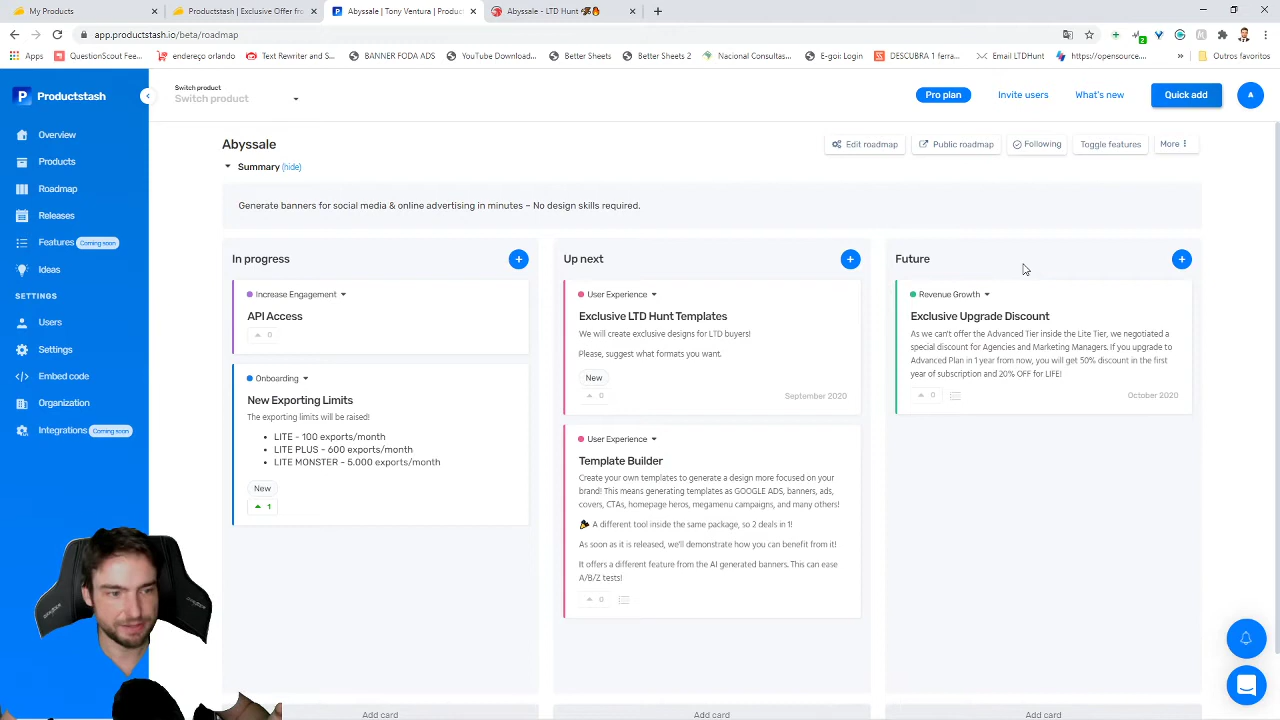 My Products
Productstash | Exclusive Offer from
Abyssale | Tony Ventura | Product
Abyssale - LTD Hunt
app.productstash.io/beta/roadmap
Apps
QuestionScout Fee...
endereço orlando
Text Rewriter and S...
BANNER FODA ADS
YouTube Download...
Better Sheets
Better Sheets 2
Nacional Consultas...
E-goi: Login
DESCUBRA 1 ferra...
Email LTDHunt
https://opensource....
Outros favoritos
Productstash
Switch product
Switch product
Pro plan
Invite users
What's new
Quick add
A
Overview
Products
Roadmap
Releases
Features Coming soon
Ideas
SETTINGS
Users
Settings
Embed code
Organization
Integrations Coming soon
Abyssale
Edit roadmap
Public roadmap
Following
Toggle features
More
Summary (hide)
Generate banners for social media & online advertising in minutes – No design skills required.
In progress
Increase Engagement
API Access
0
Onboarding
New Exporting Limits
The exporting limits will be raised!
• LITE - 100 exports/month
• LITE PLUS - 600 exports/month
• LITE MONSTER - 5.000 exports/month
New
1
Add card
Up next
User Experience
Exclusive LTD Hunt Templates
We will create exclusive designs for LTD buyers!
Please, suggest what formats you want.
New
0
September 2020
User Experience
Template Builder
Create your own templates to generate a design more focused on your
brand! This means generating templates as GOOGLE ADS, banners, ads,
covers, CTAs, homepage heros, megamenu campaigns, and many others!
A different tool inside the same package, so 2 deals in 1!
As soon as it is released, we'll demonstrate how you can benefit from it!
It offers a different feature from the AI generated banners. This can ease
A/B/Z tests!
0
Add card
Future
Revenue Growth
Exclusive Upgrade Discount
As we can't offer the Advanced Tier inside the Lite Tier, we negotiated a
special discount for Agencies and Marketing Managers. If you upgrade to
Advanced Plan in 1 year from now, you will get 50% discount in the first
year of subscription and 20% OFF for LIFE!
0
October 2020
Add card